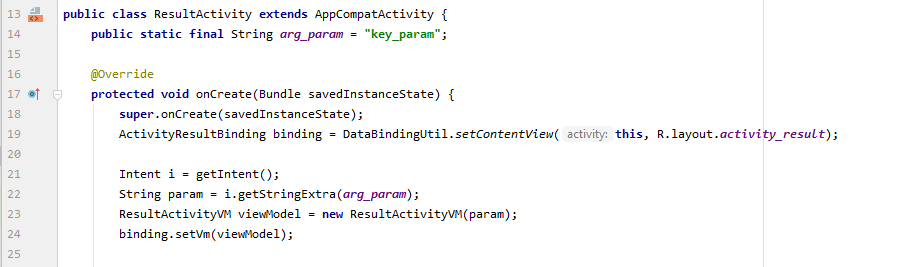 13 public class ResultActivity extends AppCompatActivity {
14 public static final String arg_param = "key_param";
15
16 @Override
17 protected void onCreate(Bundle savedInstanceState) {
18 super.onCreate(savedInstanceState);
19 ActivityResultBinding binding = DataBindingUtil.setContentView( activity: this, R.layout.activity_result);
20
21 Intent i = getIntent();
22 String param = i.getStringExtra(arg_param);
23 ResultActivityVM viewModel = new ResultActivityVM(param);
24 binding.setVm(viewModel);
25